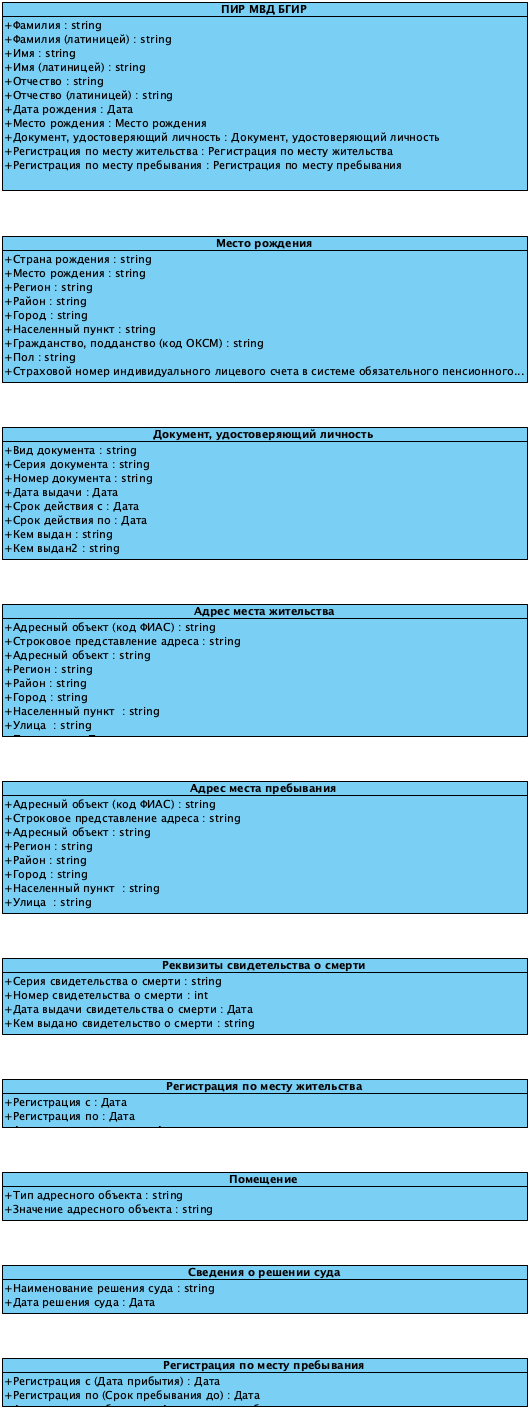 ПИР МВД БГИР
+Фамилия : string
+Фамилия (латиницей) : string
+Имя : string
+Имя (латиницей) : string
+Отчество : string
+Отчество (латиницей) : string
+Дата рождения : Дата
+Место рождения : Место рождения
+Документ, удостоверяющий личность : Документ, удостоверяющий личность
+Регистрация по месту жительства : Регистрация по месту жительства
+Регистрация по месту пребывания : Регистрация по месту пребывания
Место рождения
+Страна рождения : string
+Место рождения : string
+Регион : string
+Район : string
+Город : string
+Населенный пункт : string
+Гражданство, подданство (код ОКСМ) : string
+Пол : string
+Страховой номер индивидуального лицевого счета в системе обязательного пенсионного...
Документ, удостоверяющий личность
+Вид документа : string
+Серия документа : string
+Номер документа : string
+Дата выдачи : Дата
+Срок действия с : Дата
+Срок действия по : Дата
+Кем выдан : string
+Кем выдан2 : string
Адрес места жительства
+Адресный объект (код ФИАС) : string
+Строковое представление адреса : string
+Адресный объект : string
+Регион : string
+Район : string
+Город : string
+Населенный пункт : string
+Улица : string
Адрес места пребывания
+Адресный объект (код ФИАС) : string
+Строковое представление адреса : string
+Адресный объект : string
+Регион : string
+Район : string
+Город : string
+Населенный пункт : string
+Улица : string
Реквизиты свидетельства о смерти
+Серия свидетельства о смерти : string
+Номер свидетельства о смерти : int
+Дата выдачи свидетельства о смерти : Дата
+Кем выдано свидетельство о смерти : string
Регистрация по месту жительства
+Регистрация с : Дата
+Регистрация по : Дата
Помещение
+Тип адресного объекта : string
+Значение адресного объекта : string
Сведения о решении суда
+Наименование решения суда : string
+Дата решения суда : Дата
Регистрация по месту пребывания
+Регистрация с (Дата прибытия) : Дата
+Регистрация по (Срок пребывания до) : Дата